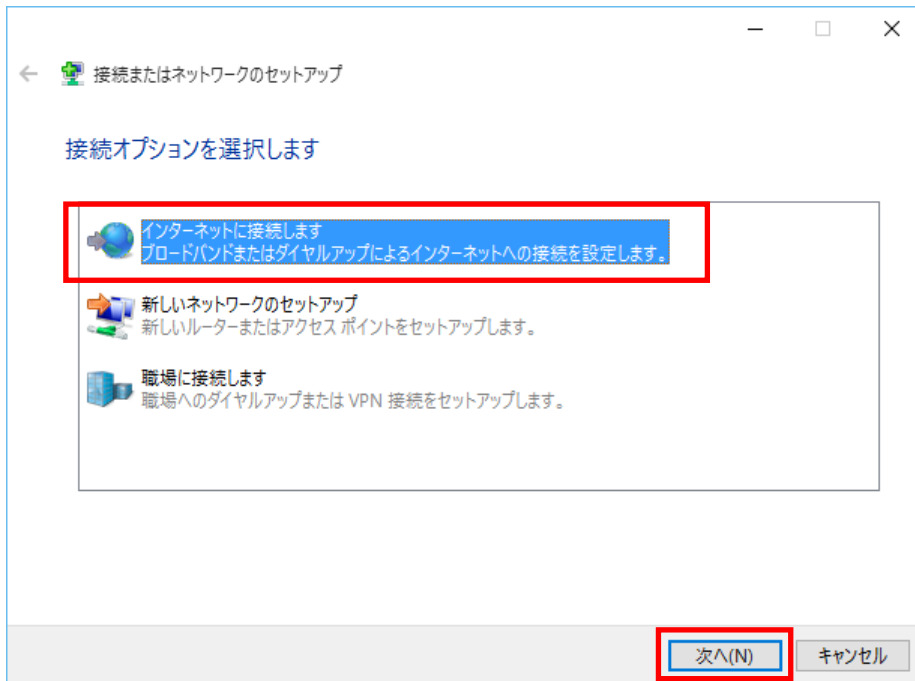 接続またはネットワークのセットアップ
接続オプションを選択します
インターネットに接続します
ブロードバンドまたはダイヤルアップによるインターネットへの接続を設定します。
新しいネットワークのセットアップ
新しいルーターまたはアクセス ポイントをセットアップします。
職場に接続します
職場へのダイヤルアップまたは VPN 接続をセットアップします。
次へ(N)
キャンセル